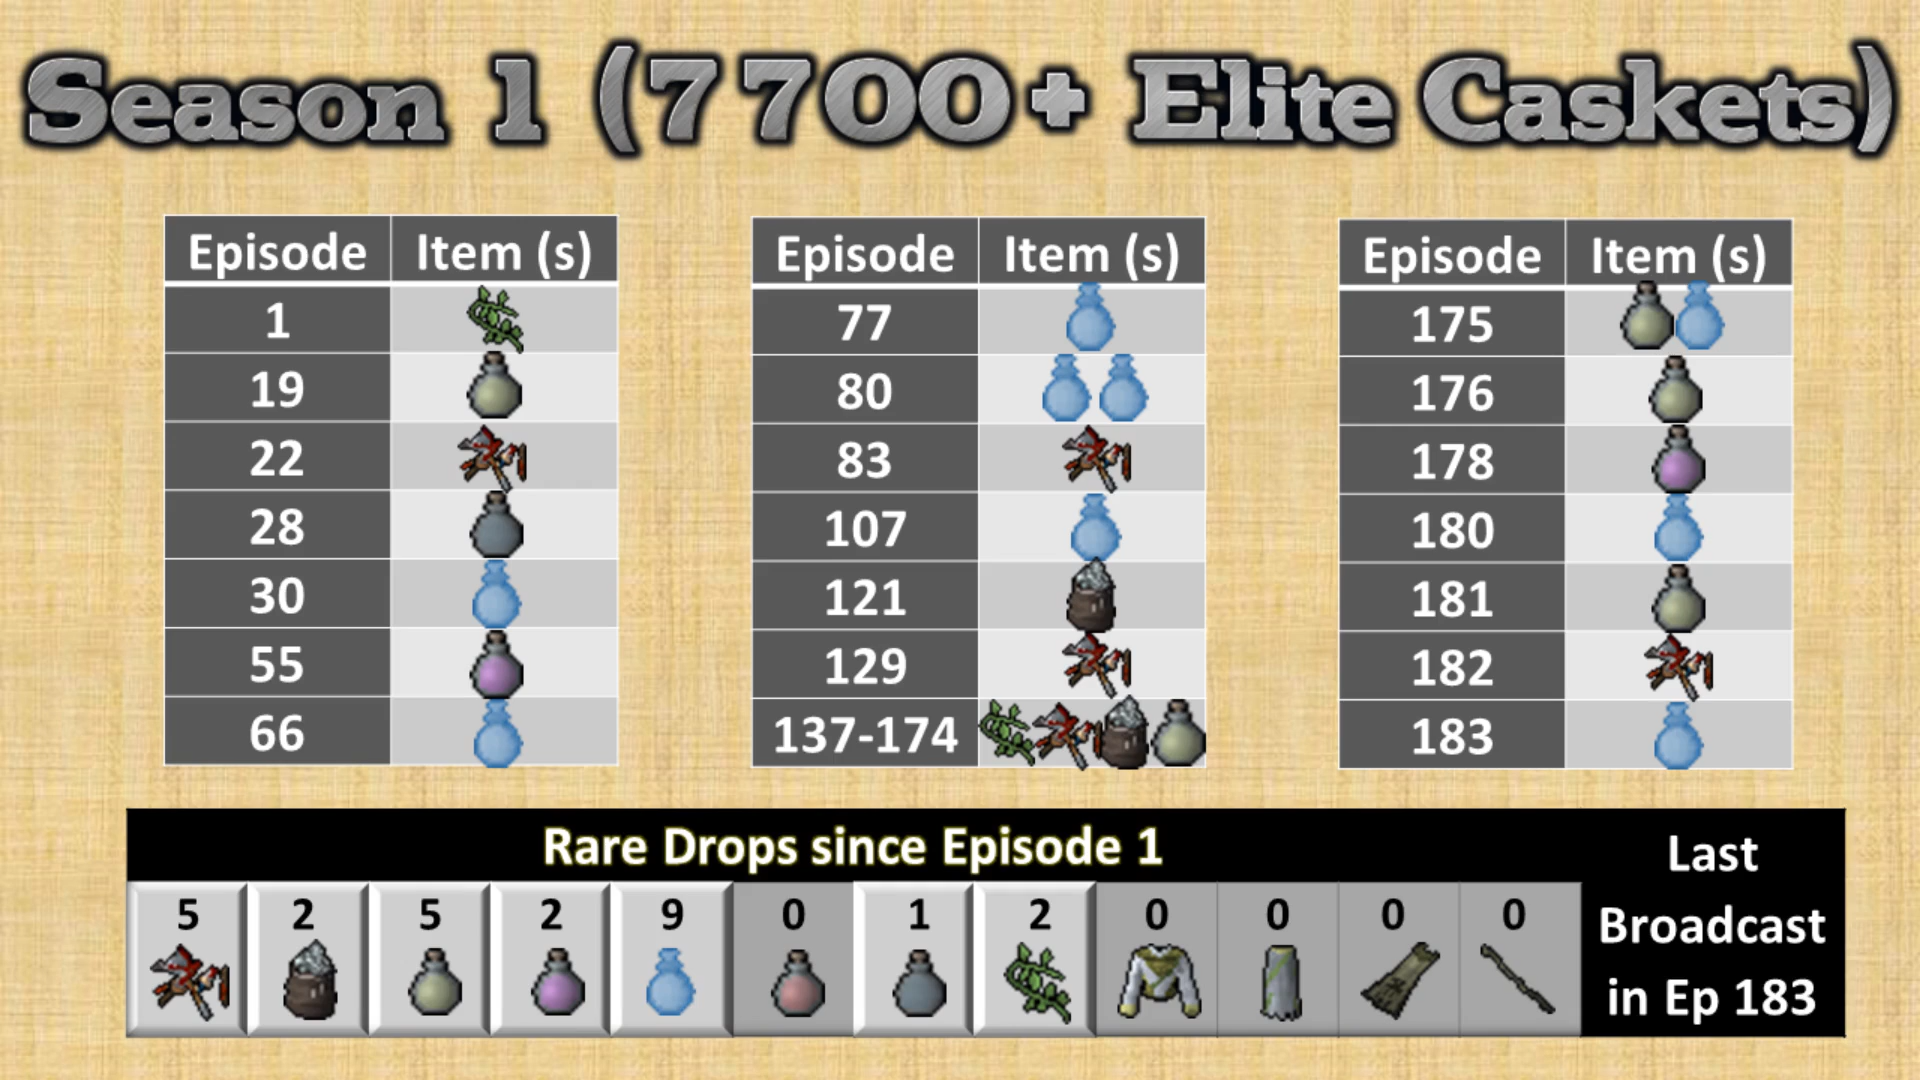 Season 1 (7700+ Elite Caskets)
Episode Item (s)
1
19
22
28
30
55
66
Episode Item (s)
77
80
83
107
121
129
137-174
Episode Item (s)
175
176
178
180
181
182
183
Rare Drops since Episode 1
5 2 5 2 9 0 1 2 0 0 0 0
Last
Broadcast
in Ep 183